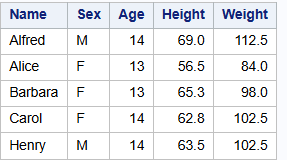 Name Sex Age Height Weight
Alfred M 14 69.0 112.5
Alice F 13 56.5 84.0
Barbara F 13 65.3 98.0
Carol F 14 62.8 102.5
Henry M 14 63.5 102.5